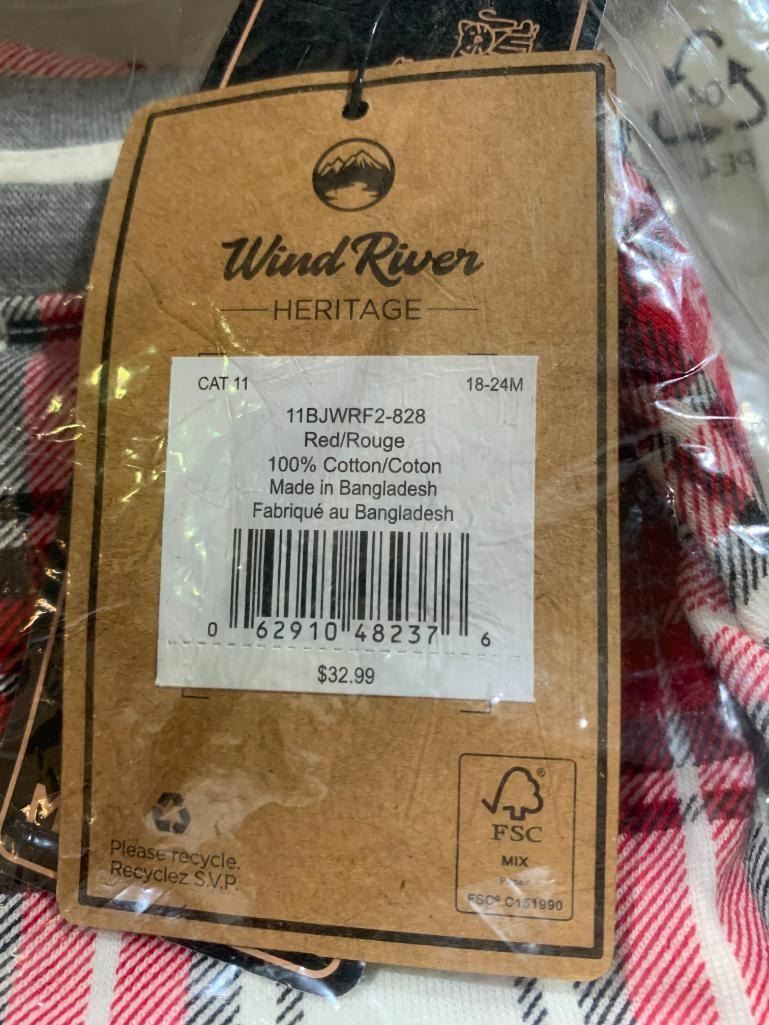 Wind River
HERITAGE
CAT 11 18-24M
11BJWRF2-828
Red/Rouge
100% Cotton/Coton
Made in Bangladesh
Fabriqué au Bangladesh
0 62910 48237 6
$32.99
Please recycle.
Recyclez S.V.P.
FSC®
MIX
FSC® C151990
04